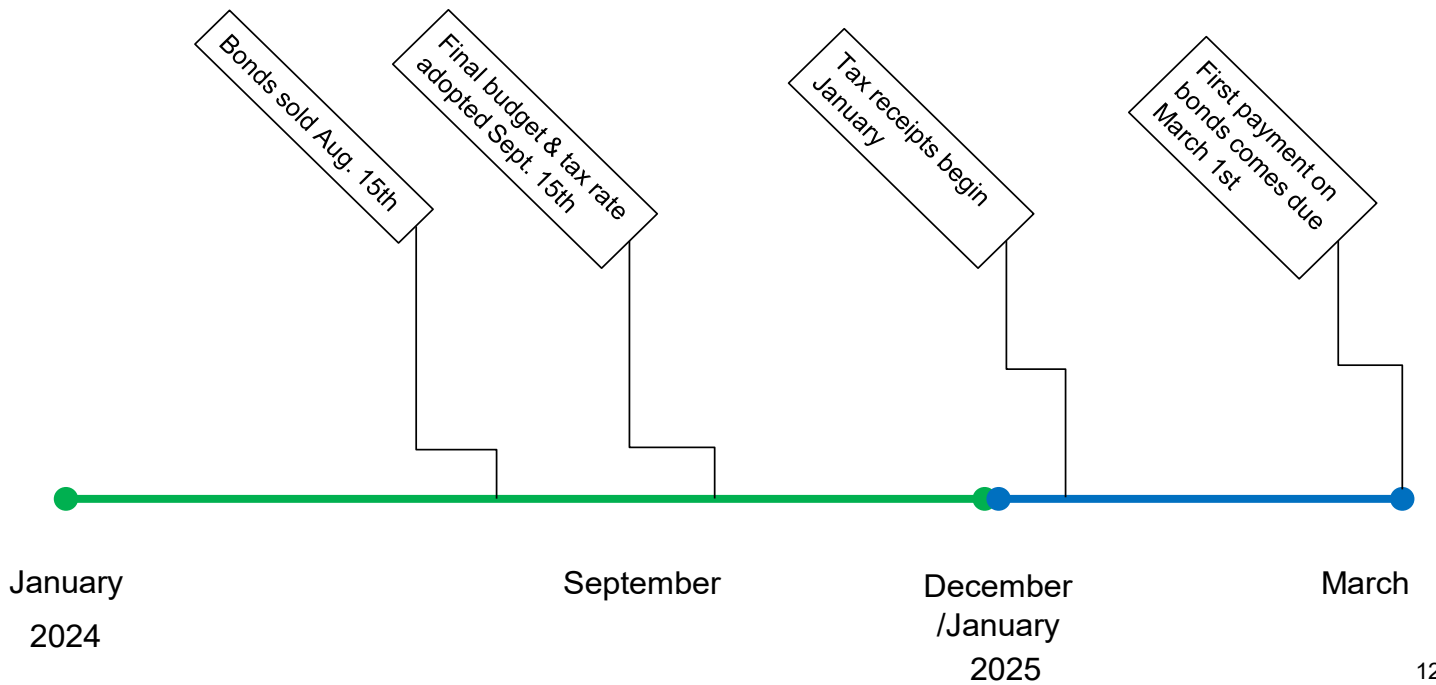 Bonds sold Aug. 15th
Final budget & tax rate
adopted Sept. 15th
Tax receipts begin
January
First payment on
bonds comes due
March 1st
January
2024
September
December
/January
2025
March
12